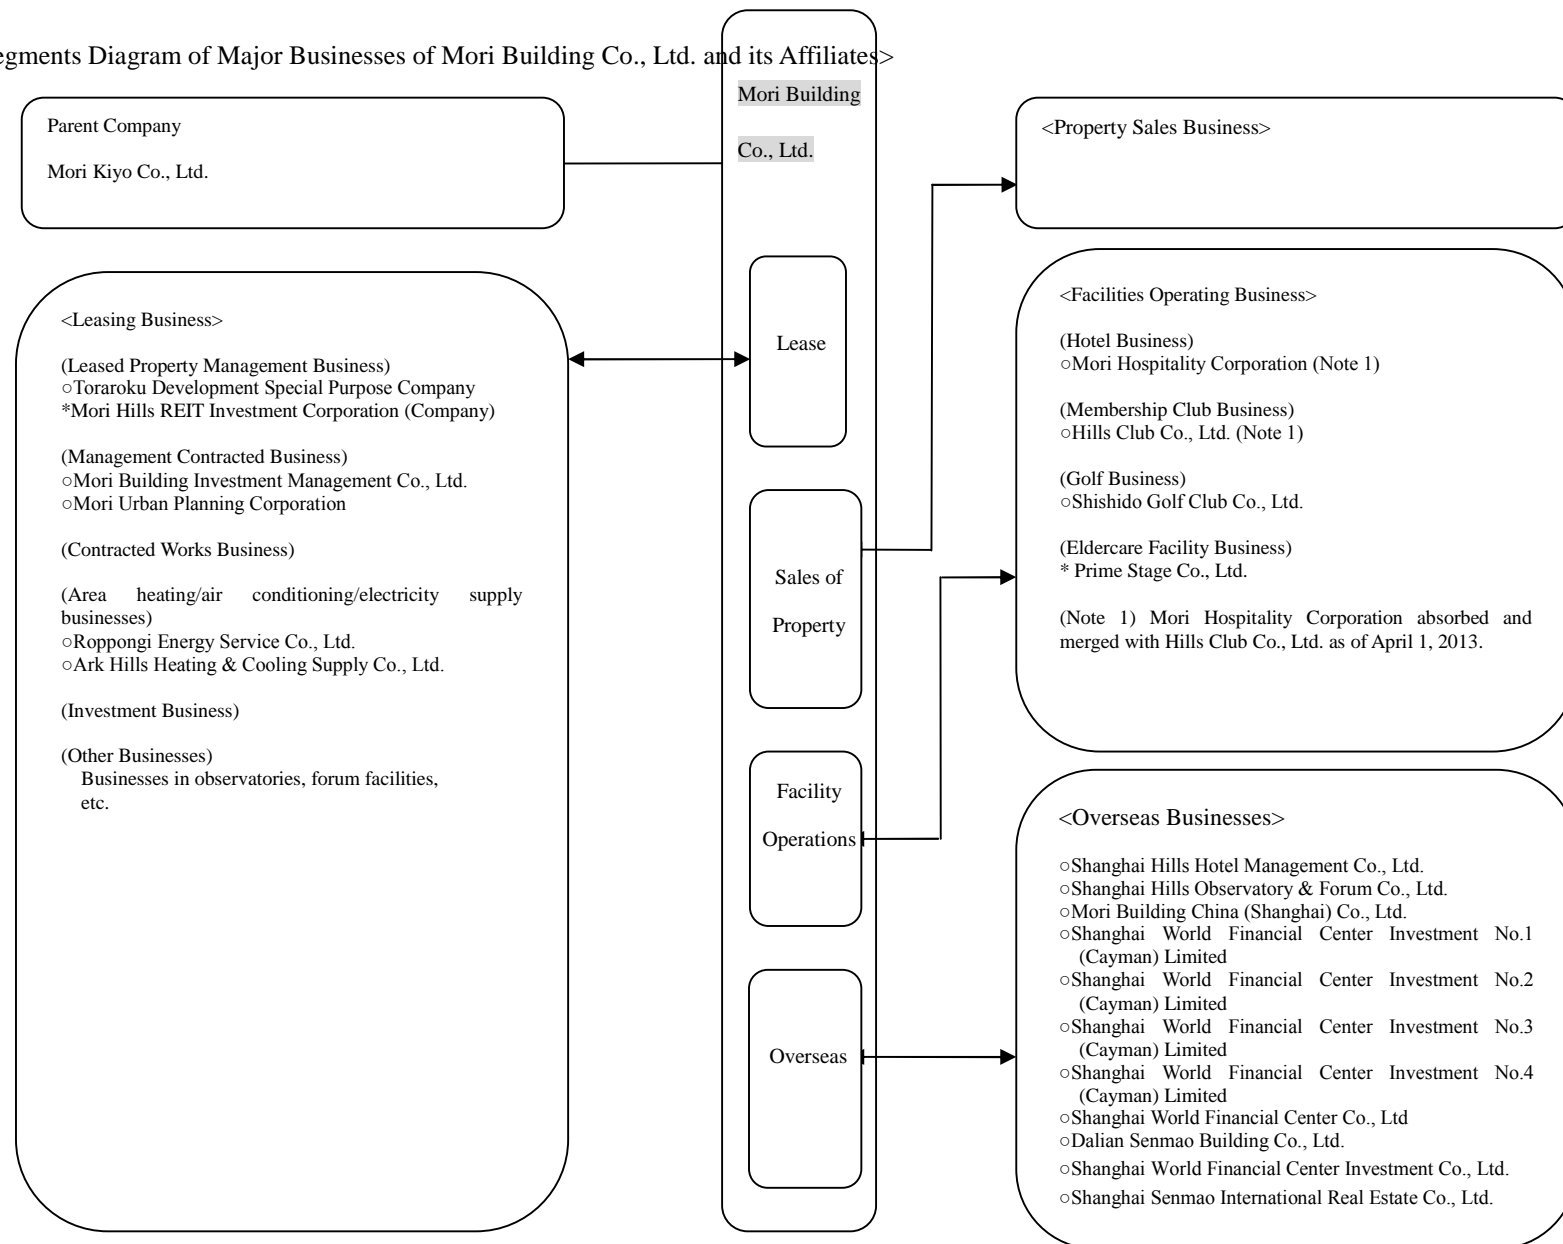 egments Diagram of Major Businesses of Mori Building Co., Ltd. and its Affiliates>
Parent Company
Mori Kiyo Co., Ltd.
<Leasing Business>
(Leased Property Management Business)
○Toraroku Development Special Purpose Company
*Mori Hills REIT Investment Corporation (Company)
(Management Contracted Business)
○Mori Building Investment Management Co., Ltd.
○Mori Urban Planning Corporation
(Contracted Works Business)
(Area heating/air conditioning/electricity supply
businesses)
○Roppongi Energy Service Co., Ltd.
○Ark Hills Heating & Cooling Supply Co., Ltd.
(Investment Business)
(Other Businesses)
Businesses in observatories, forum facilities,
etc.
Mori Building
Co., Ltd.
Lease
Sales of
Property
Facility
Operations
Overseas
<Property Sales Business>
<Facilities Operating Business>
(Hotel Business)
○Mori Hospitality Corporation (Note 1)
(Membership Club Business)
○Hills Club Co., Ltd. (Note 1)
(Golf Business)
○Shishido Golf Club Co., Ltd.
(Eldercare Facility Business)
* Prime Stage Co., Ltd.
(Note 1) Mori Hospitality Corporation absorbed and
merged with Hills Club Co., Ltd. as of April 1, 2013.
<Overseas Businesses>
○Shanghai Hills Hotel Management Co., Ltd.
○Shanghai Hills Observatory & Forum Co., Ltd.
○Mori Building China (Shanghai) Co., Ltd.
○Shanghai World Financial Center Investment No.1
(Cayman) Limited
○Shanghai World Financial Center Investment No.2
(Cayman) Limited
○Shanghai World Financial Center Investment No.3
(Cayman) Limited
○Shanghai World Financial Center Investment No.4
(Cayman) Limited
○Shanghai World Financial Center Co., Ltd
○Dalian Senmao Building Co., Ltd.
○Shanghai World Financial Center Investment Co., Ltd.
○Shanghai Senmao International Real Estate Co., Ltd.